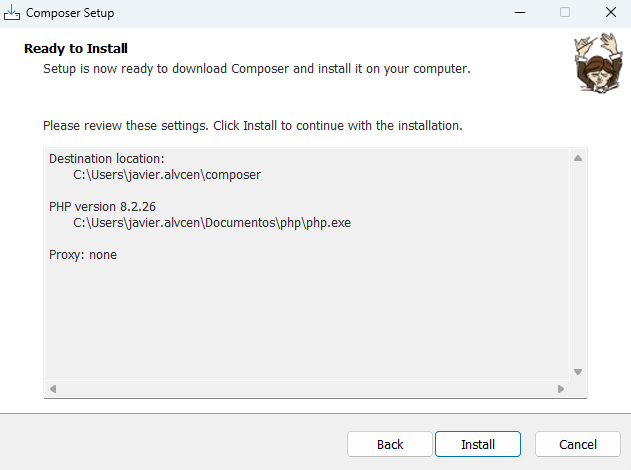 Composer Setup
Ready to Install
Setup is now ready to download Composer and install it on your computer.
Please review these settings. Click Install to continue with the installation.
Destination location:
C:\Users\javier.alvcen\composer
PHP version 8.2.26
C:\Users\javier.alvcen\Documentos\php\php.exe
Proxy: none
Back
Install
Cancel